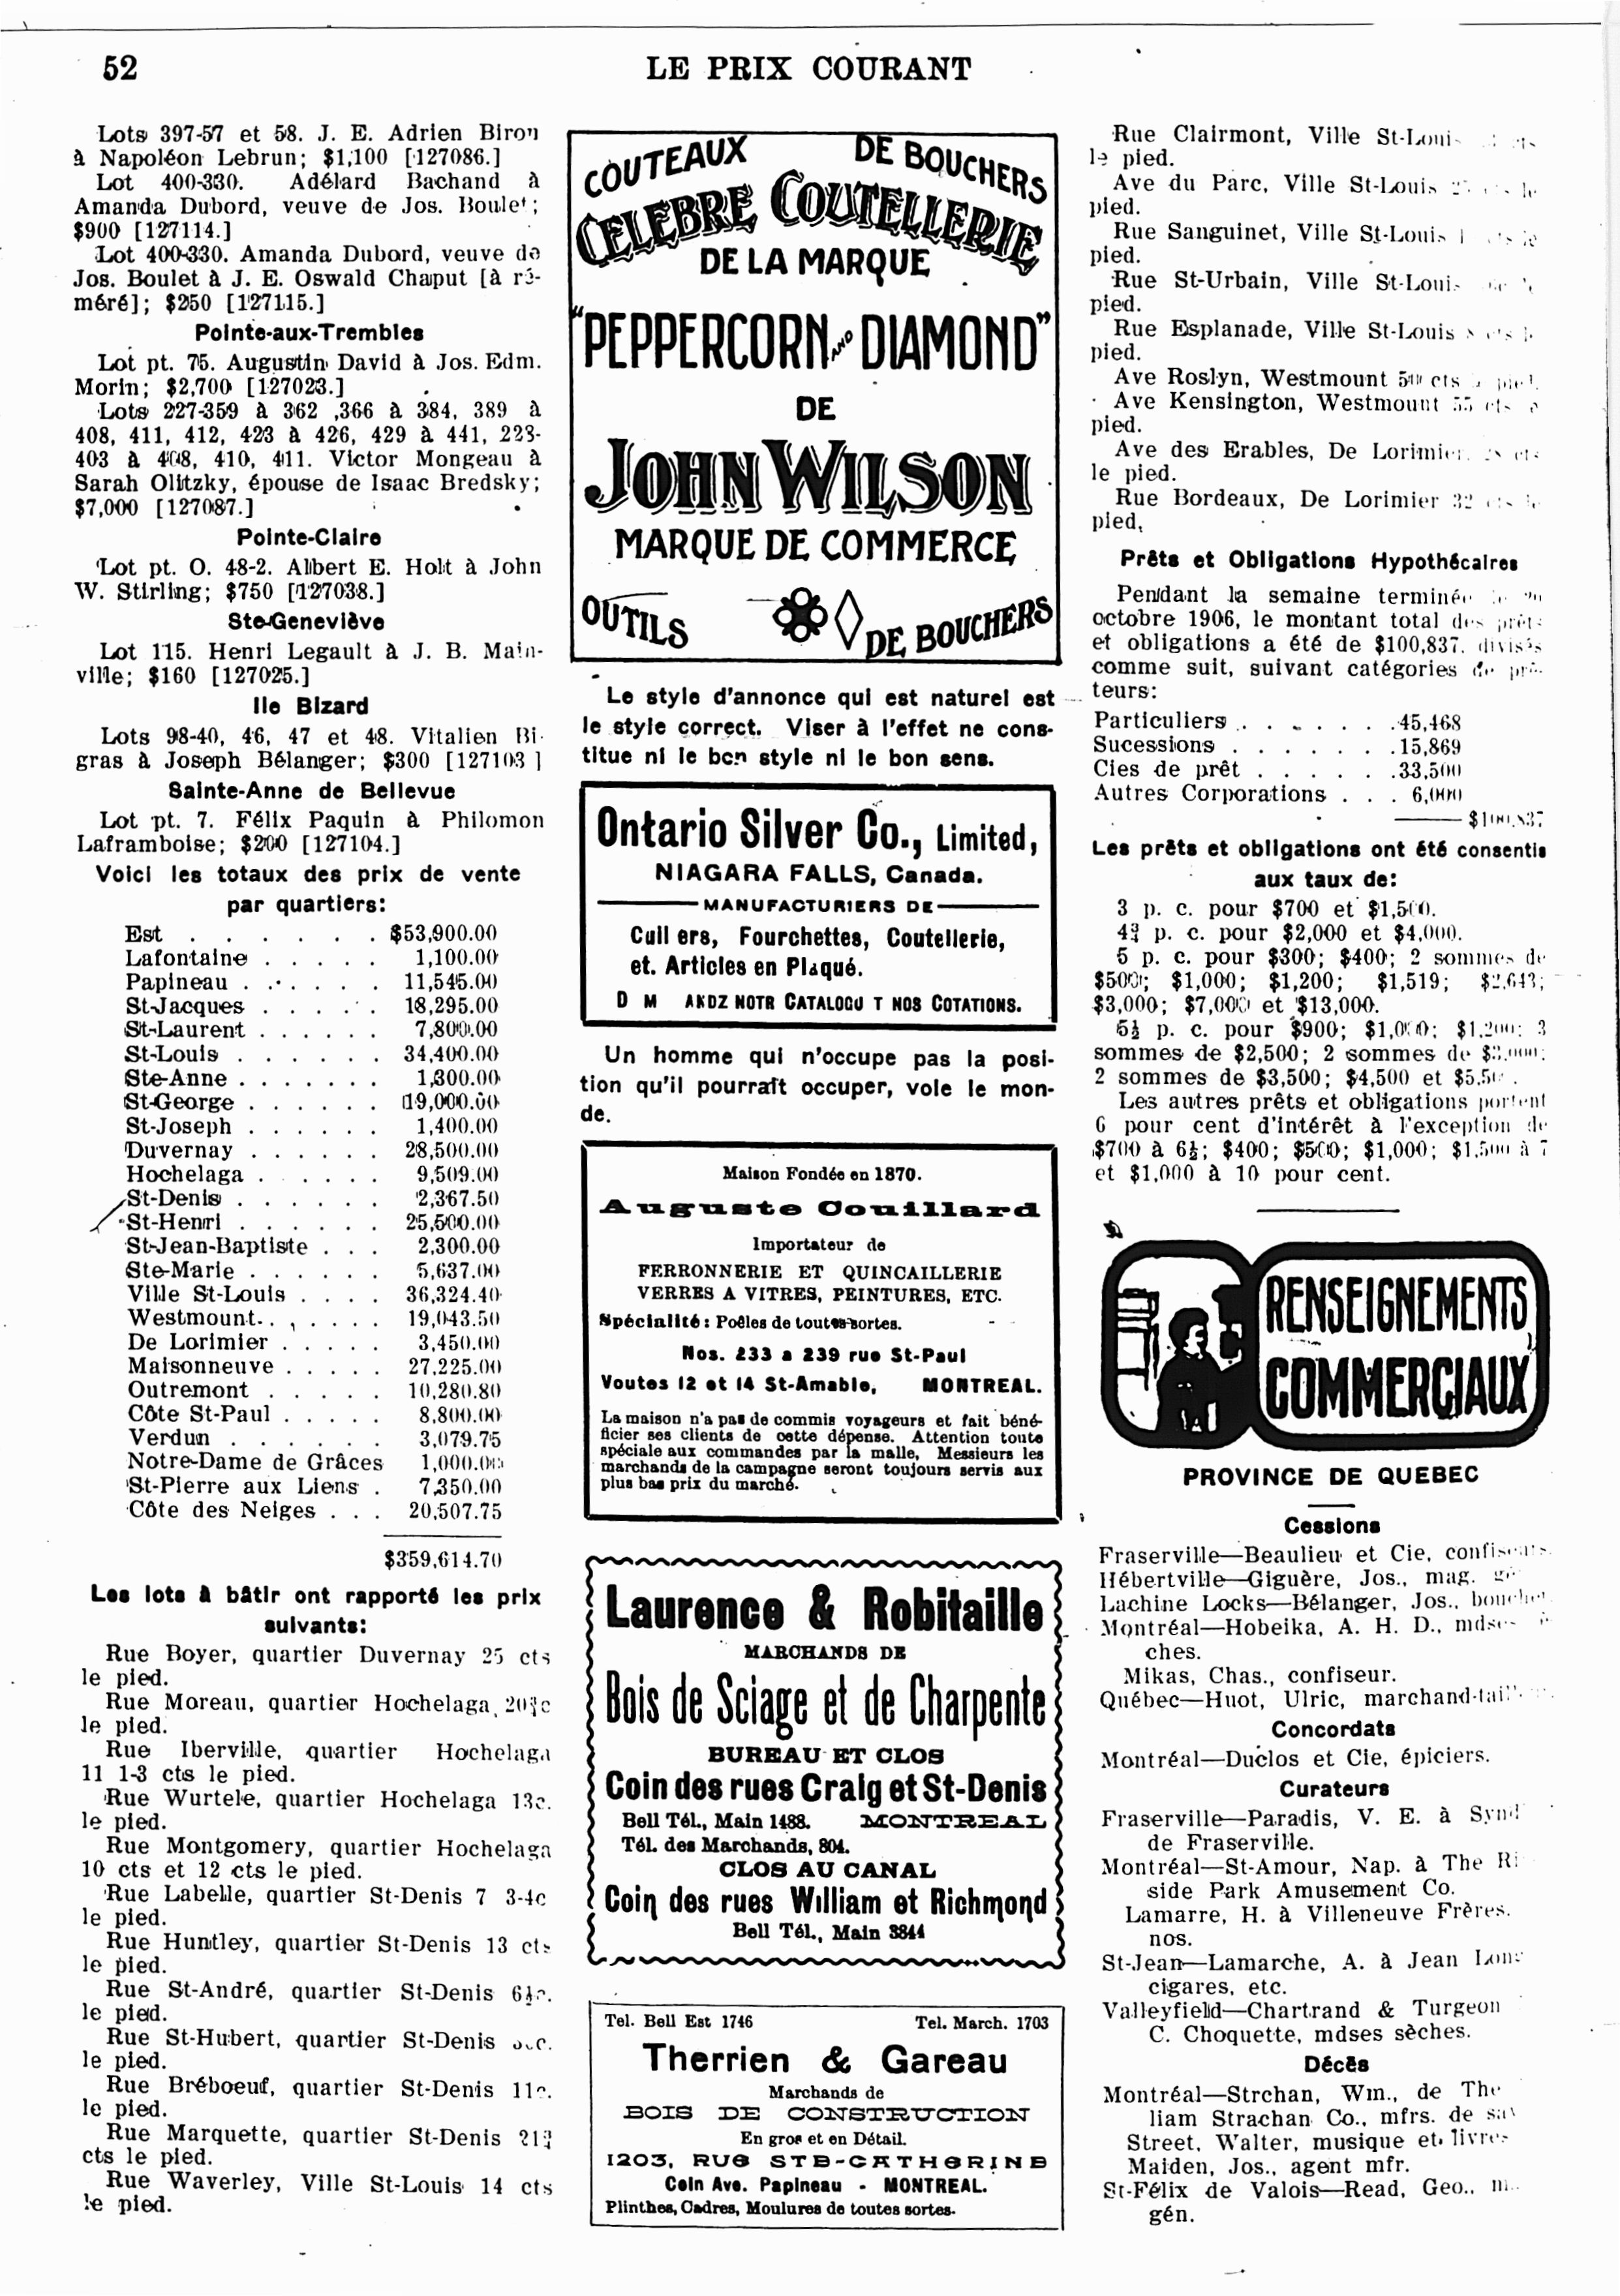 52
LE PRIX COURANT
Lots 397-57 et 58. J. E. Adrien Biron
à Napoléon Lebrun; $1,100 [127086.]
Lot 400-330. Adélard Bachand à
Amanda Dubord, veuve de Jos. Boulet;
$900 [127114.]
Lot 400-330. Amanda Dubord, veuve de
Jos. Boulet à J. E. Oswald Chaput [à ré-
méré]; $250 [127115.]
Pointe-aux-Trembles
Lot pt. 75. Augustin David à Jos. Edm.
Morin; $2,700 [127023.]
Lots 227-359 à 362 ,366 à 384, 389 à
408, 411, 412, 423 à 426, 429 à 441, 228-
403 à 408, 410, 411. Victor Mongeau à
Sarah Olitzky, épouse de Isaac Bredsky;
$7,000 [127087.]
Pointe-Claire
Lot pt. O. 48-2. Albert E. Holt à John
W. Stirling; $750 [127038.]
Ste-Geneviève
Lot 115. Henri Legault à J. B. Main-
ville; $160 [127025.]
Ile Bizard
Lots 98-40, 46, 47 et 48. Vitalien Bi-
gras à Joseph Bélanger; $300 [127103 ]
Sainte-Anne de Bellevue
Lot pt. 7. Félix Paquin à Philomon
Laframboise; $200 [127104.]
Voici les totaux des prix de vente
par quartiers:
Est . . . . . . . $53,900.00
Lafontaine . . . . . 1,100.00
Papineau . . . . . . 11,545.00
St-Jacques . . . . . 18,295.00
St-Laurent . . . . . . 7,800.00
St-Louis . . . . . . 34,400.00
Ste-Anne . . . . . . . 1,300.00
St-George . . . . . . 19,000.00
St-Joseph . . . . . . 1,400.00
Duvernay . . . . . . 28,500.00
Hochelaga . . . . . . 9,509.00
St-Denis . . . . . . 2,367.50
St-Henri . . . . . . 25,500.00
St-Jean-Baptiste . . . 2,300.00
Ste-Marie . . . . . . 5,637.00
Ville St-Louis . . . . 36,324.40
Westmount. . , . . . . 19,043.50
De Lorimier . . . . . 3,450.00
Maisonneuve . . . . . 27,225.00
Outremont . . . . . 10,280.80
Côte St-Paul . . . . . 8,800.00
Verdun . . . . . . . 3,079.75
Notre-Dame de Grâces 1,000.00
St-Pierre aux Liens . 7,350.00
Côte des Neiges . . . 20,507.75
$359,614.70
Les lots à bâtir ont rapporté les prix
suivants:
Rue Boyer, quartier Duvernay 25 cts
le pied.
Rue Moreau, quartier Hochelaga
le pied.
Rue Iberville, quartier Hochelaga
11 1-3 cts le pied.
Rue Wurtele, quartier Hochelaga 13c.
le pied.
Rue Montgomery, quartier Hochelaga
10 cts et 12 cts le pied.
Rue Labelle, quartier St-Denis 7 3-4c
le pied.
Rue Huntley, quartier St-Denis 13 cts
le pied.
Rue St-André, quartier St-Denis 6½c.
le pied.
Rue St-Hubert, quartier St-Denis
le pied.
Rue Bréboeuf, quartier St-Denis 11c.
le pied.
Rue Marquette, quartier St-Denis
cts le pied.
Rue Waverley, Ville St-Louis 14 cts
le pied.
COUTEAUX DE BOUCHERS
CELEBRE COUTELLERIE
DE LA MARQUE
"PEPPERCORN AND DIAMOND"
DE
JOHN WILSON
MARQUE DE COMMERCE
OUTILS DE BOUCHERS
Le style d'annonce qui est naturel est
le style correct. Viser à l'effet ne cons-
titue ni le bon style ni le bon sens.
Ontario Silver Co., Limited,
NIAGARA FALLS, Canada.
MANUFACTURIERS DE
Cuil ers, Fourchettes, Coutellerie,
et. Articles en Plaqué.
D M ANDZ NOTR CATALOGU T NOS COTATIONS.
Un homme qui n'occupe pas la posi-
tion qu'il pourrait occuper, vole le mon-
de.
Maison Fondée en 1870.
Auguste Couillard
Importateur de
FERRONNERIE ET QUINCAILLERIE
VERRES A VITRES, PEINTURES, ETC.
Spécialité: Poêles de toutes sortes.
Nos. 233 a 239 rue St-Paul
Voutes 12 et 14 St-Amable, MONTREAL.
La maison n'a pas de commis voyageurs et fait béné-
ficier ses clients de cette dépense. Attention toute
spéciale aux commandes par la malle, Messieurs les
marchands de la campagne seront toujours servis aux
plus bas prix du marché.
Laurence & Robitaille
MARCHANDS DE
Bois de Sciage et de Charpente
BUREAU ET CLOS
Coin des rues Craig et St-Denis
Bell Tél., Main 1488. MONTREAL
Tél. des Marchands, 804.
CLOS AU CANAL
Coin des rues William et Richmond
Bell Tél., Main 3844
Tel. Bell Est 1746 Tel. March. 1703
Therrien & Gareau
Marchands de
BOIS DE CONSTRUCTION
En gros et en Détail.
1203, RUE STE-CATHERINE
Coin Ave. Papineau - MONTREAL.
Plinthes, Cadres, Moulures de toutes sortes.
Rue Clairmont, Ville St-Louis
le pied.
Ave du Parc, Ville St-Louis le
pied.
Rue Sanguinet, Ville St-Louis
pied.
Rue St-Urbain, Ville St-Louis
pied.
Rue Esplanade, Ville St-Louis
pied.
Ave Roslyn, Westmount cts
Ave Kensington, Westmount 55
pied.
Ave des Erables, De Lorimier,
le pied.
Rue Bordeaux, De Lorimier 32
pied,
Prêts et Obligations Hypothécaires
Pendant la semaine terminée
octobre 1906, le montant total des prêts
et obligations a été de $100,837, divisés
comme suit, suivant catégories de prê-
teurs:
Particuliers . . . . . . . .45,468
Sucessions . . . . . . . .15,869
Cies de prêt . . . . . . .33,500
Autres Corporations . . . 6,000
$100,837
Les prêts et obligations ont été consentis
aux taux de:
3 p. c. pour $700 et $1,500.
4¾ p. c. pour $2,000 et $4,000.
5 p. c. pour $300; $400; 2 sommes de
$500; $1,000; $1,200; $1,519; $2,643;
$3,000; $7,000 et $13,000.
5½ p. c. pour $900; $1,000; $1,200; 3
sommes de $2,500; 2 sommes de $3,000;
2 sommes de $3,500; $4,500 et
Les autres prêts et obligations portent
6 pour cent d'intérêt à l'exception de
$700 à 6½; $400; $500; $1,000; $1,500 à 7
et $1,000 à 10 pour cent.
RENSEIGNEMENTS
COMMERCIAUX
PROVINCE DE QUEBEC
Cessions
Fraserville—Beaulieu et Cie, confiseurs.
Hébertville—Giguère, Jos., mag.
Lachine Locks—Bélanger, Jos., boucher.
Montréal—Hobeika, A. H. D., mdses
ches.
Mikas, Chas., confiseur.
Québec—Huot, Ulric,
Concordats
Montréal—Duclos et Cie, épiciers.
Curateurs
Fraserville—Paradis, V. E. à
de Fraserville.
Montréal—St-Amour, Nap. à The
side Park Amusement Co.
Lamarre, H. à Villeneuve Frères.
nos.
St-Jean—Lamarche, A. à Jean
cigares, etc.
Valleyfield—Chartrand & Turgeon
C. Choquette, mdses sèches.
Décès
Montréal—Strchan, Wm., de The
liam Strachan Co., mfrs. de
Street, Walter, musique et livres
Maiden, Jos., agent mfr.
St-Félix de Valois—Read, Geo.,
gén.